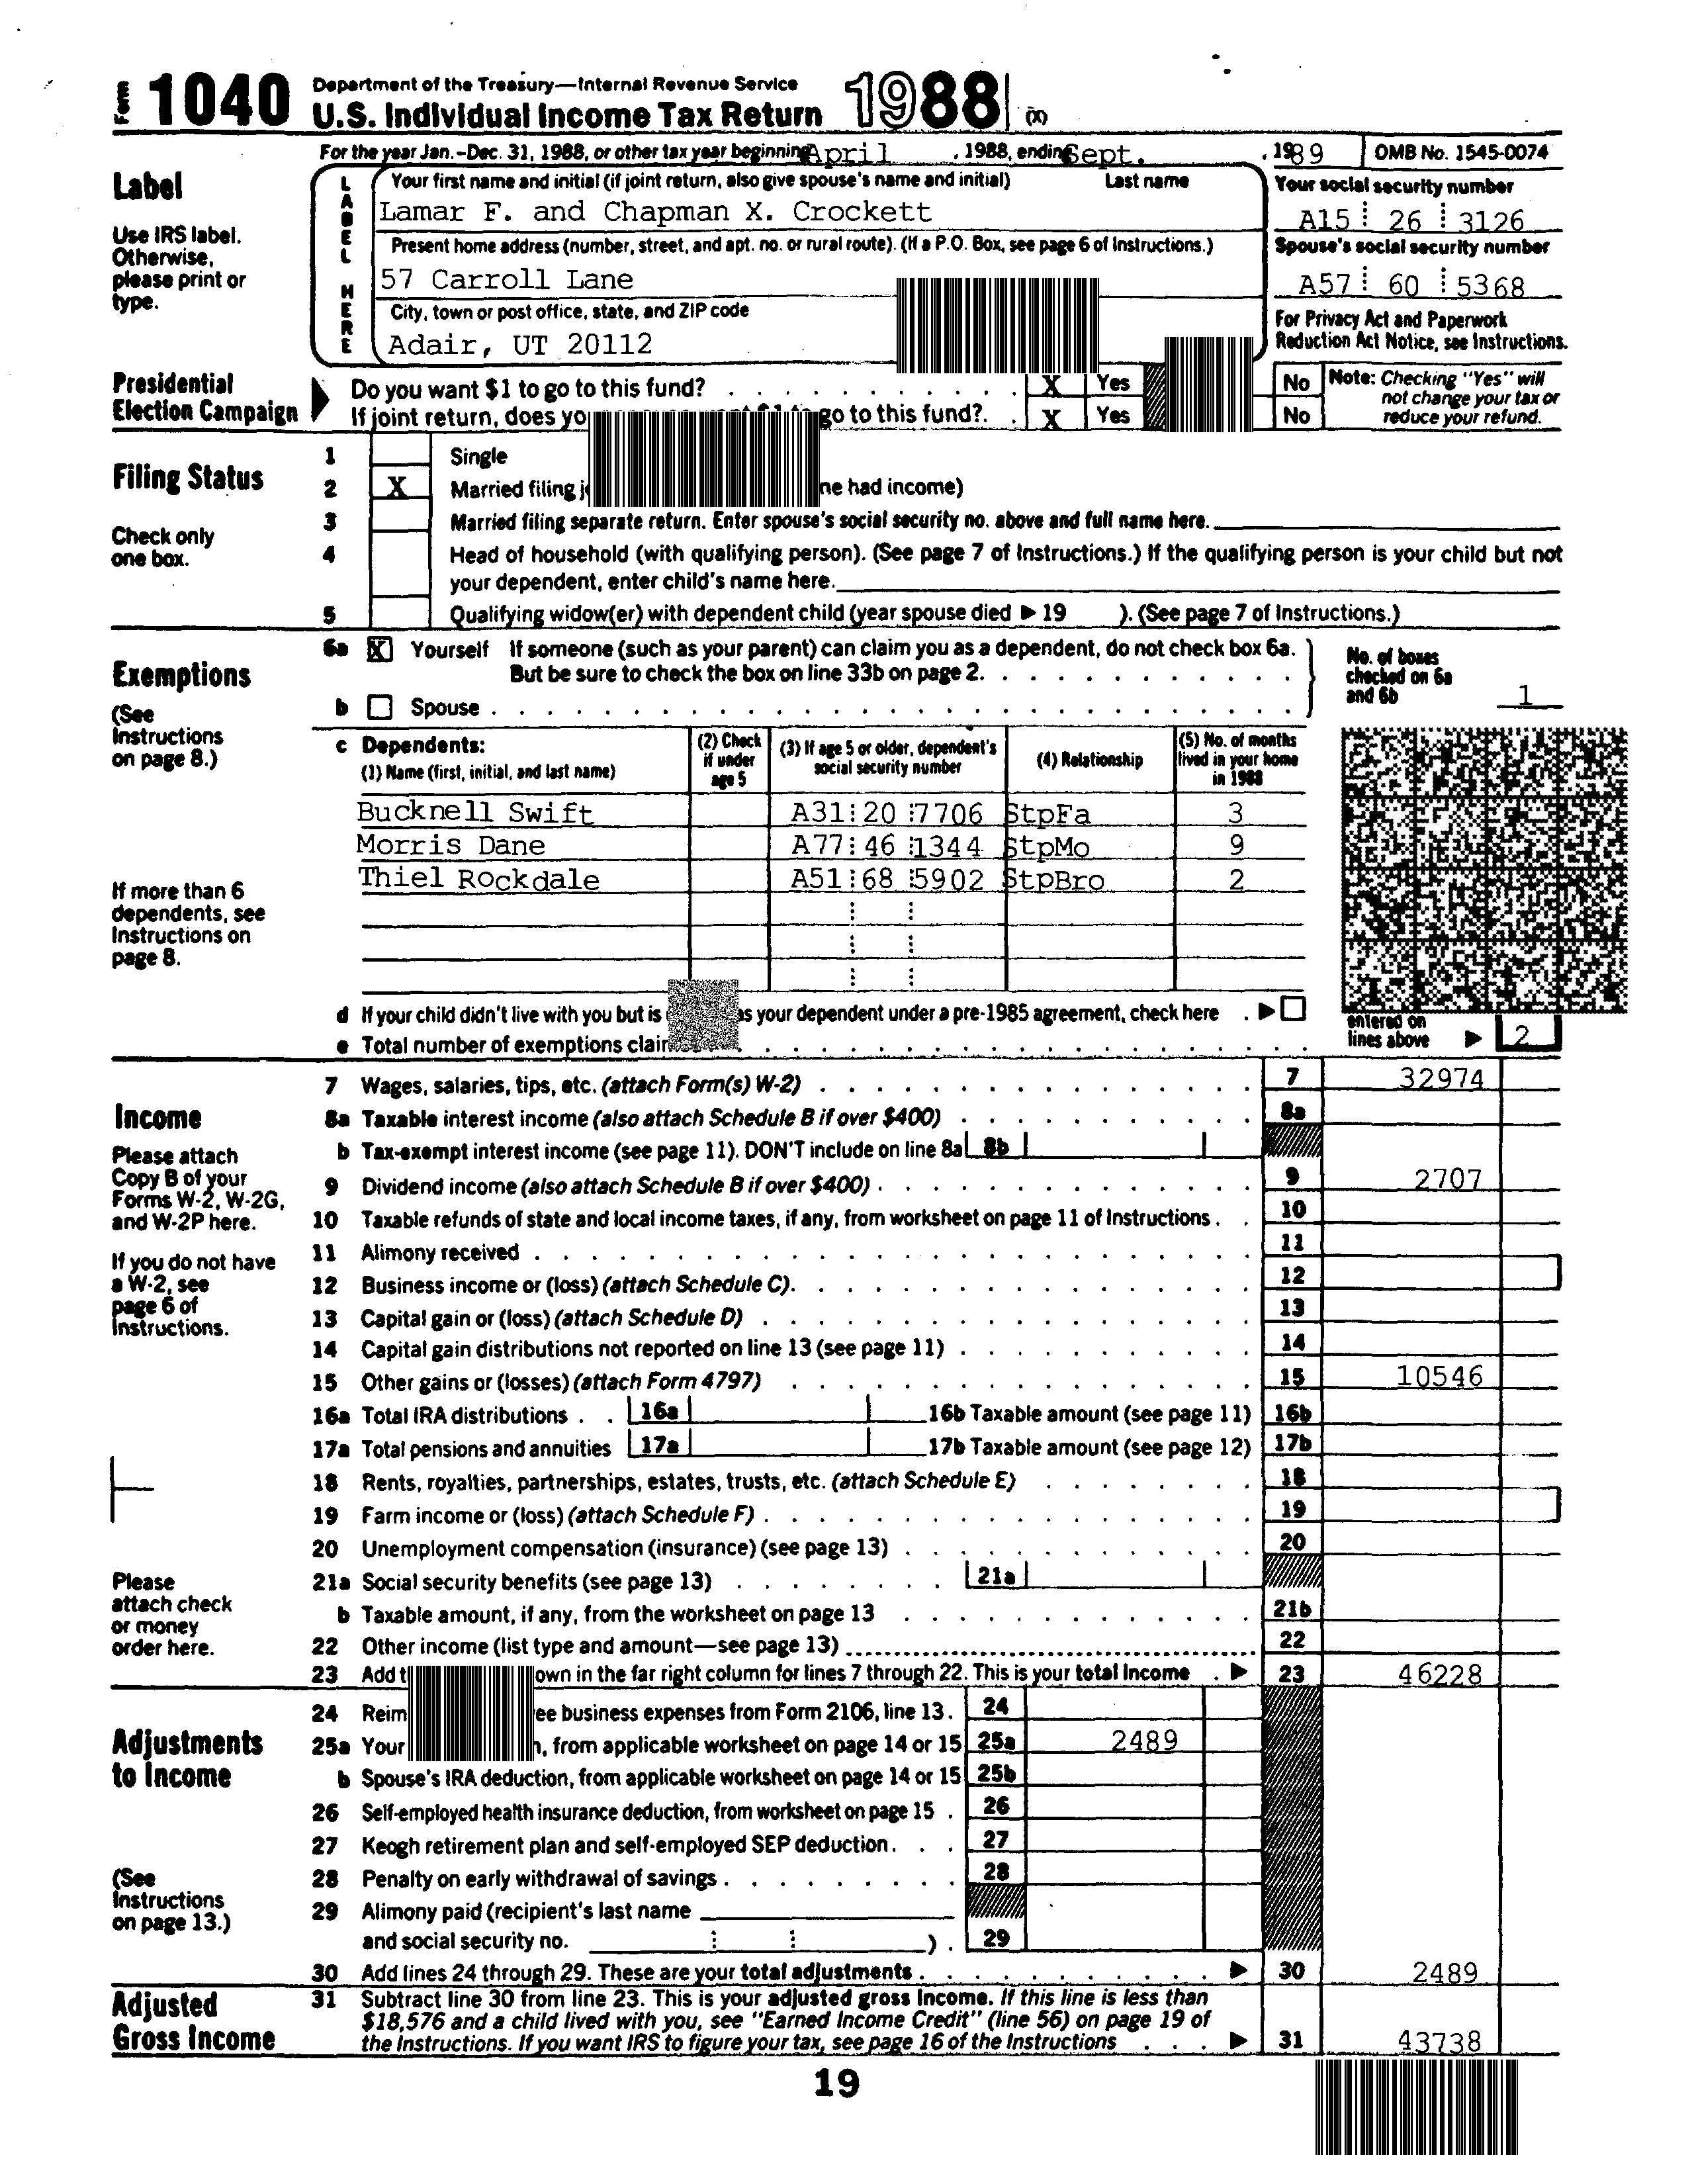 Form 1040 Department of the Treasury—Internal Revenue Service
U.S. Individual Income Tax Return 1988 (X)
For the year Jan.-Dec. 31, 1988, or other tax year beginning April , 1988, ending Sept. , 1989 OMB No. 1545-0074
Label
Use IRS label.
Otherwise,
please print or
type.
LABEL HERE
Your first name and initial (if joint return, also give spouse's name and initial) Last name
Lamar F. and Chapman X. Crockett
Your social security number
A15 26 3126
Present home address (number, street, and apt. no. or rural route). (If a P.O. Box, see page 6 of Instructions.)
57 Carroll Lane
Spouse's social security number
A57 60 5368
City, town or post office, state, and ZIP code
Adair, UT 20112
For Privacy Act and Paperwork
Reduction Act Notice, see Instructions.
Presidential
Election Campaign
Do you want $1 to go to this fund? X Yes No
If joint return, does go to this fund? X Yes No
Note: Checking "Yes" will
not change your tax or
reduce your refund.
Filing Status
Check only
one box.
1 Single
2 X Married filing had income)
3 Married filing separate return. Enter spouse's social security no. above and full name here.
4 Head of household (with qualifying person). (See page 7 of Instructions.) If the qualifying person is your child but not
your dependent, enter child's name here.
5 Qualifying widow(er) with dependent child (year spouse died ▶ 19 ). (See page 7 of Instructions.)
Exemptions
(See
Instructions
on page 8.)
6a X Yourself If someone (such as your parent) can claim you as a dependent, do not check box 6a.
But be sure to check the box on line 33b on page 2.
b Spouse
No. of boxes
checked on 6a
and 6b 1
c Dependents:
(1) Name (first, initial, and last name)
(2) Check
if under
age 5
(3) If age 5 or older, dependent's
social security number
(4) Relationship
(5) No. of months
lived in your home
in 1988
Bucknell Swift A31 20 7706 StpFa 3
Morris Dane A77 46 1344 StpMo 9
Thiel Rockdale A51 68 5902 StpBro 2
If more than 6
dependents, see
Instructions on
page 8.
d If your child didn't live with you but is your dependent under a pre-1985 agreement, check here ▶
e Total number of exemptions
entered on
lines above ▶ 2
Income
Please attach
Copy B of your
Forms W-2, W-2G,
and W-2P here.
If you do not have
a W-2, see
page 6 of
Instructions.
Please
attach check
or money
order here.
7 Wages, salaries, tips, etc. (attach Form(s) W-2) 7 32974
8a Taxable interest income (also attach Schedule B if over $400) 8a
b Tax-exempt interest income (see page 11). DON'T include on line 8a 8b
9 Dividend income (also attach Schedule B if over $400) 9 2707
10 Taxable refunds of state and local income taxes, if any, from worksheet on page 11 of Instructions 10
11 Alimony received 11
12 Business income or (loss) (attach Schedule C) 12
13 Capital gain or (loss) (attach Schedule D) 13
14 Capital gain distributions not reported on line 13 (see page 11) 14
15 Other gains or (losses) (attach Form 4797) 15 10546
16a Total IRA distributions 16a 16b Taxable amount (see page 11) 16b
17a Total pensions and annuities 17a 17b Taxable amount (see page 12) 17b
18 Rents, royalties, partnerships, estates, trusts, etc. (attach Schedule E) 18
19 Farm income or (loss) (attach Schedule F) 19
20 Unemployment compensation (insurance) (see page 13) 20
21a Social security benefits (see page 13) 21a
b Taxable amount, if any, from the worksheet on page 13 21b
22 Other income (list type and amount—see page 13) 22
23 Add in the far right column for lines 7 through 22. This is your total income ▶ 23 46228
Adjustments
to Income
(See
Instructions
on page 13.)
24 business expenses from Form 2106, line 13. 24
25a Your , from applicable worksheet on page 14 or 15 25a 2489
b Spouse's IRA deduction, from applicable worksheet on page 14 or 15 25b
26 Self-employed health insurance deduction, from worksheet on page 15 26
27 Keogh retirement plan and self-employed SEP deduction 27
28 Penalty on early withdrawal of savings 28
29 Alimony paid (recipient's last name
and social security no. ) 29
30 Add lines 24 through 29. These are your total adjustments ▶ 30 2489
Adjusted
Gross Income
31 Subtract line 30 from line 23. This is your adjusted gross income. If this line is less than
$18,576 and a child lived with you, see "Earned Income Credit" (line 56) on page 19 of
the Instructions. If you want IRS to figure your tax, see page 16 of the Instructions ▶ 31 43738
19